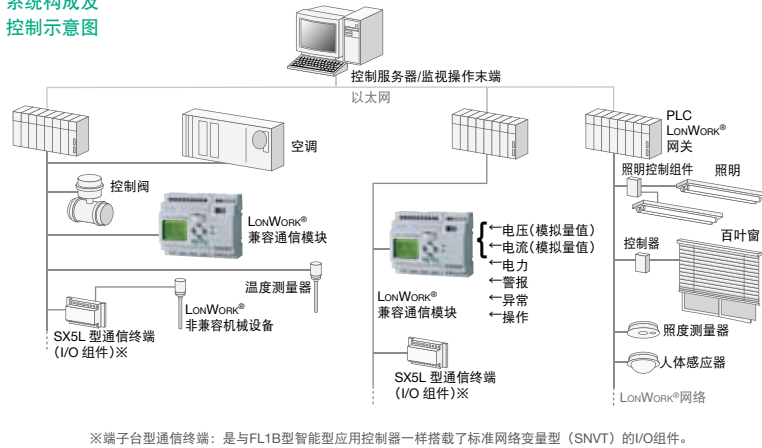 系统构成及
控制示意图
控制服务器/监视操作末端
以太网
空调
控制阀
LONWORK®
兼容通信模块
温度测量器
LONWORK®
非兼容机械设备
SX5L 型通信终端
（I/O 组件）※
LONWORK®
兼容通信模块
←电压（模拟量值）
←电流（模拟量值）
←电力
←警报
←异常
←操作
SX5L 型通信终端
（I/O 组件）※
PLC
LONWORK®
网关
照明控制组件
照明
控制器
百叶窗
照度测量器
人体感应器
LONWORK®网络
※端子台型通信终端：是与FL1B型智能型应用控制器一样搭载了标准网络变量型（SNVT）的I/O组件。